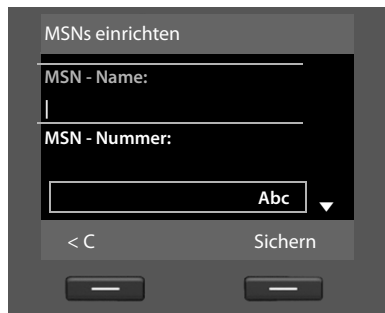 MSNs einrichten
MSN - Name:
MSN - Nummer:
Abc
< C Sichern